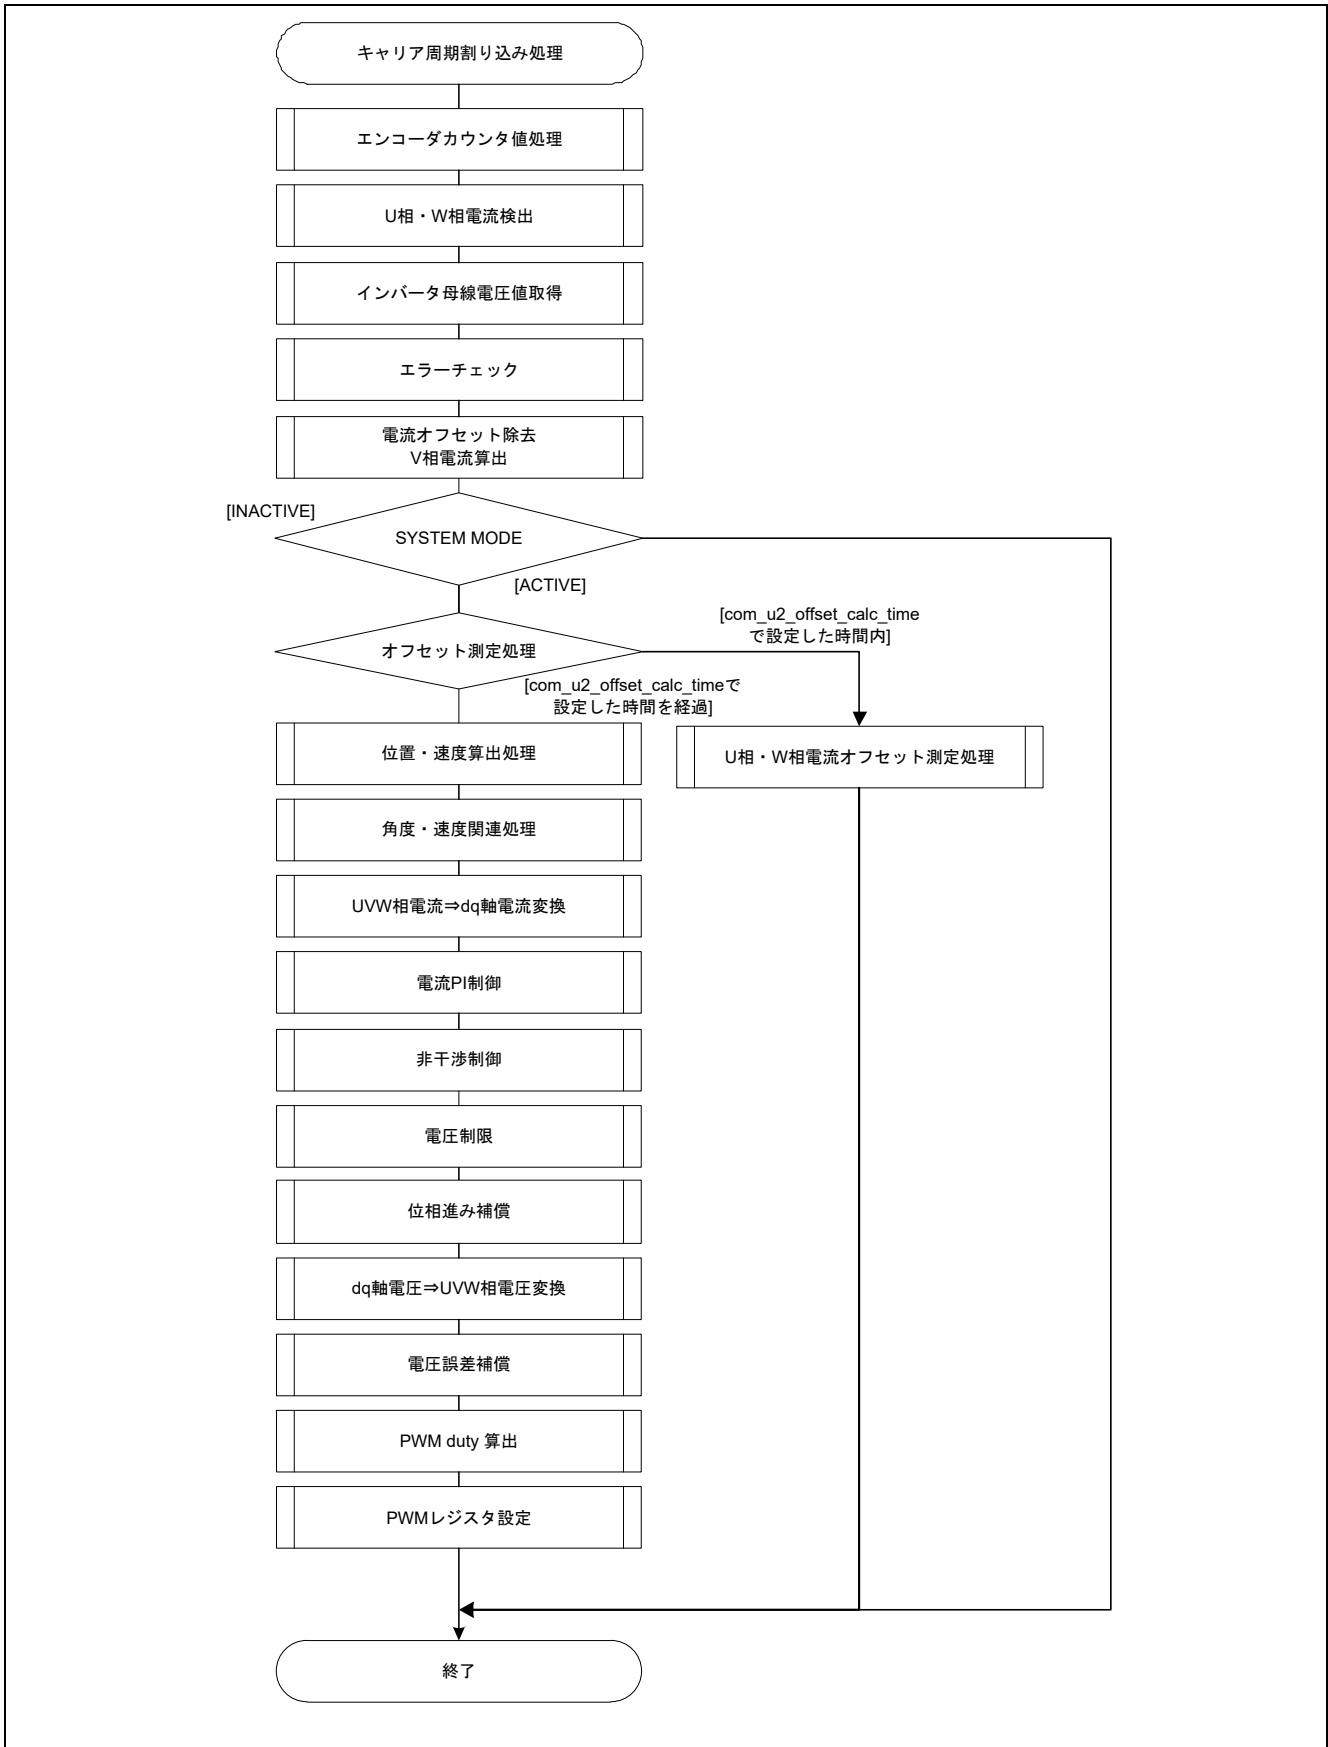 キャリア周期割り込み処理
エンコーダカウンタ値処理
U相・W相電流検出
インバータ母線電圧値取得
エラーチェック
電流オフセット除去
V相電流算出
[INACTIVE]
SYSTEM MODE
[ACTIVE]
[com_u2_offset_calc_time
で設定した時間内]
オフセット測定処理
[com_u2_offset_calc_timeで
設定した時間を経過]
位置・速度算出処理
U相・W相電流オフセット測定処理
角度・速度関連処理
UVW相電流⇒dq軸電流変換
電流PI制御
非干渉制御
電圧制限
位相進み補償
dq軸電圧⇒UVW相電圧変換
電圧誤差補償
PWM duty 算出
PWMレジスタ設定
終了